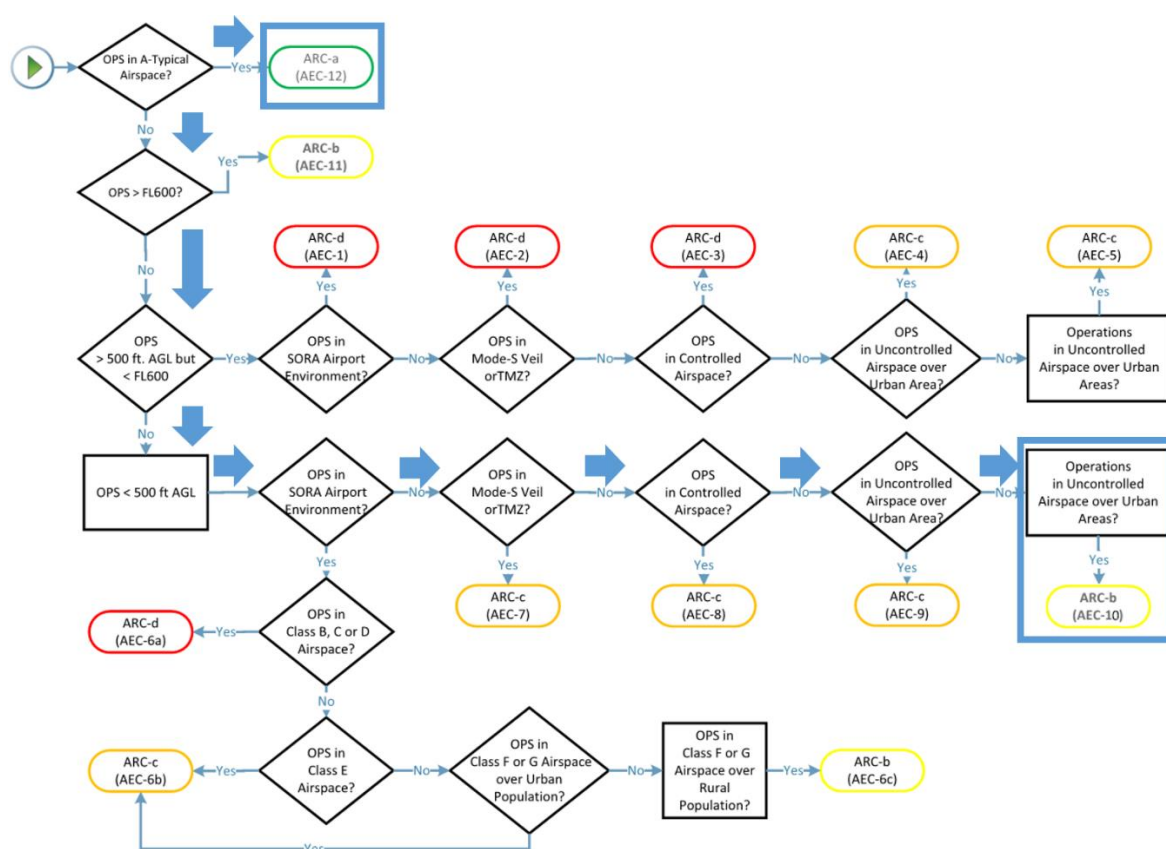 OPS in A-Typical
Airspace?
Yes
ARC-a
(AEC-12)
No
OPS > FL600?
Yes
ARC-b
(AEC-11)
No
ARC-d
(AEC-1)
ARC-d
(AEC-2)
ARC-d
(AEC-3)
ARC-c
(AEC-4)
ARC-c
(AEC-5)
Yes
Yes
Yes
Yes
Yes
OPS
> 500 ft. AGL but
< FL600
Yes
OPS in
SORA Airport
Environment?
No
OPS in
Mode-S Veil
orTMZ?
No
OPS
in Controlled
Airspace?
No
OPS
in Uncontrolled
Airspace over
Urban Area?
No
Operations
in Uncontrolled
Airspace over Urban
Areas?
No
OPS < 500 ft AGL
OPS in
SORA Airport
Environment?
No
OPS in
Mode-S Veil
orTMZ?
No
OPS
in Controlled
Airspace?
No
OPS
in Uncontrolled
Airspace over
Urban Area?
No
Operations
in Uncontrolled
Airspace over Urban
Areas?
Yes
Yes
Yes
Yes
Yes
ARC-c
(AEC-7)
ARC-c
(AEC-8)
ARC-c
(AEC-9)
ARC-b
(AEC-10)
ARC-d
(AEC-6a)
Yes
OPS in
Class B, C or D
Airspace?
No
ARC-c
(AEC-6b)
Yes
OPS in
Class E
Airspace?
No
OPS in
Class F or G Airspace
over Urban
Population?
No
OPS in
Class F or G
Airspace over
Rural
Population?
Yes
ARC-b
(AEC-6c)
Yes